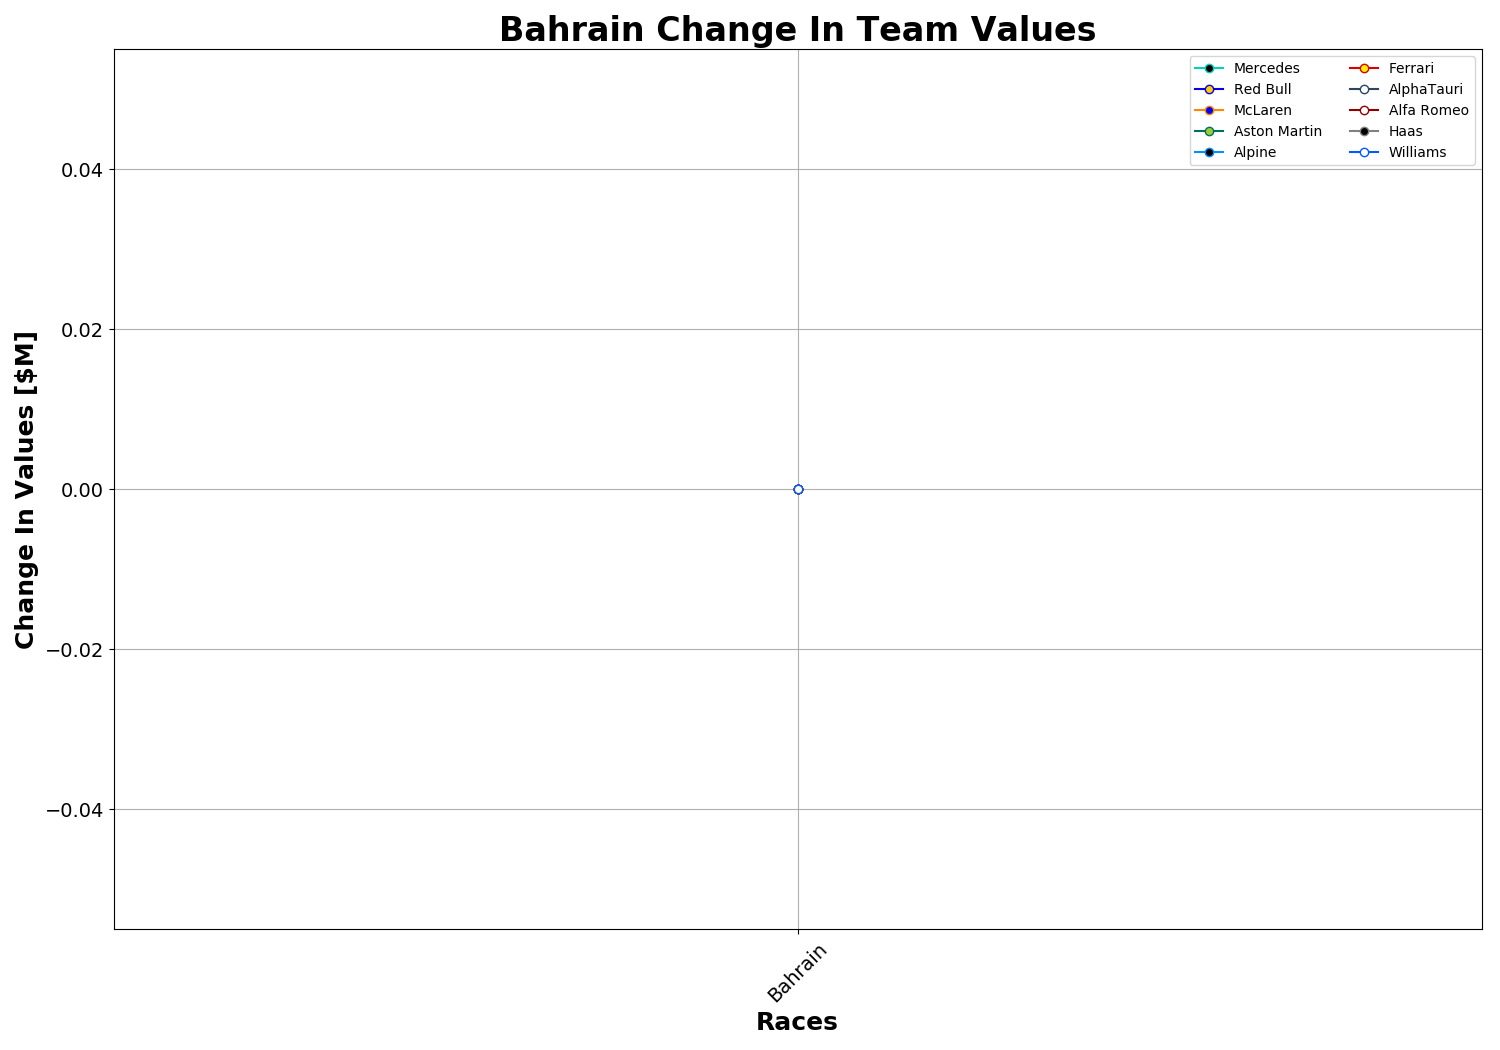 Bahrain Change In Team Values
Mercedes
Red Bull
McLaren
Aston Martin
Alpine
Ferrari
AlphaTauri
Alfa Romeo
Haas
Williams
Change In Values [$M]
0.04
0.02
0.00
−0.02
−0.04
Bahrain
Races